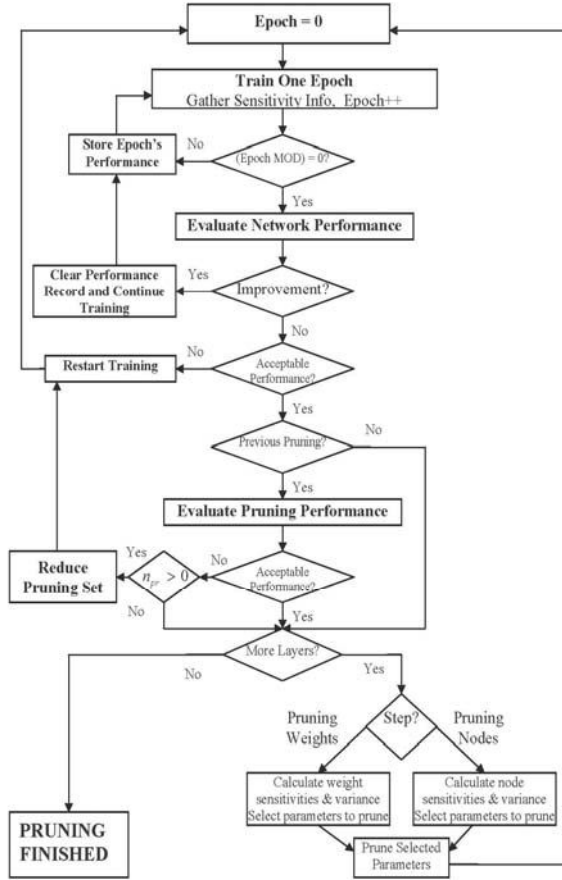 Epoch = 0
Train One Epoch
Gather Sensitivity Info, Epoch++
Store Epoch's
Performance
No
(Epoch MOD) = 0?
Yes
Evaluate Network Performance
Clear Performance
Record and Continue
Training
Yes
Improvement?
No
Restart Training
No
Acceptable
Performance?
Yes
Previous Pruning?
No
Yes
Evaluate Pruning Performance
Reduce
Pruning Set
Yes
n_pr > 0
No
No
Acceptable
Performance?
Yes
More Layers?
No
Yes
Pruning
Weights
Step?
Pruning
Nodes
Calculate weight
sensitivities & variance
Select parameters to prune
Calculate node
sensitivities & variance
Select parameters to prune
PRUNING
FINISHED
Prune Selected
Parameters